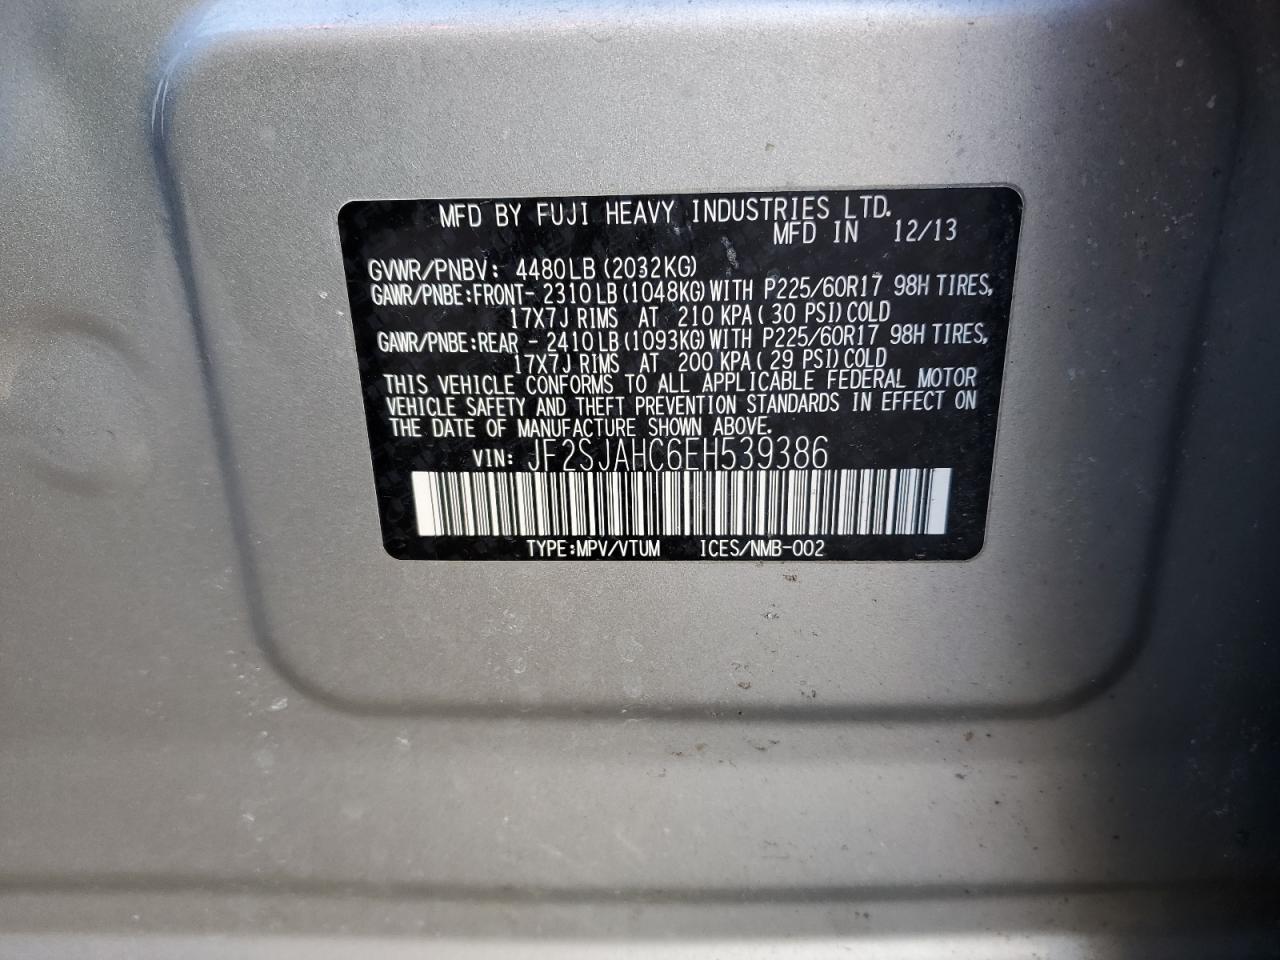 MFD BY FUJI HEAVY INDUSTRIES LTD.
MFD IN 12/13
GVWR/PNBV: 4480LB(2032KG)
GAWR/PNBE:FRONT- 2310LB(1048KG)WITH P225/60R17 98H TIRES,
17X7J RIMS AT 210 KPA( 30 PSI)COLD
GAWR/PNBE:REAR - 2410LB(1093KG)WITH P225/60R17 98H TIRES,
17X7J RIMS AT 200 KPA( 29 PSI)COLD
THIS VEHICLE CONFORMS TO ALL APPLICABLE FEDERAL MOTOR
VEHICLE SAFETY AND THEFT PREVENTION STANDARDS IN EFFECT ON
THE DATE OF MANUFACTURE SHOWN ABOVE.
VIN: JF2SJAHC6EH539386
TYPE:MPV/VTUM ICES/NMB-002